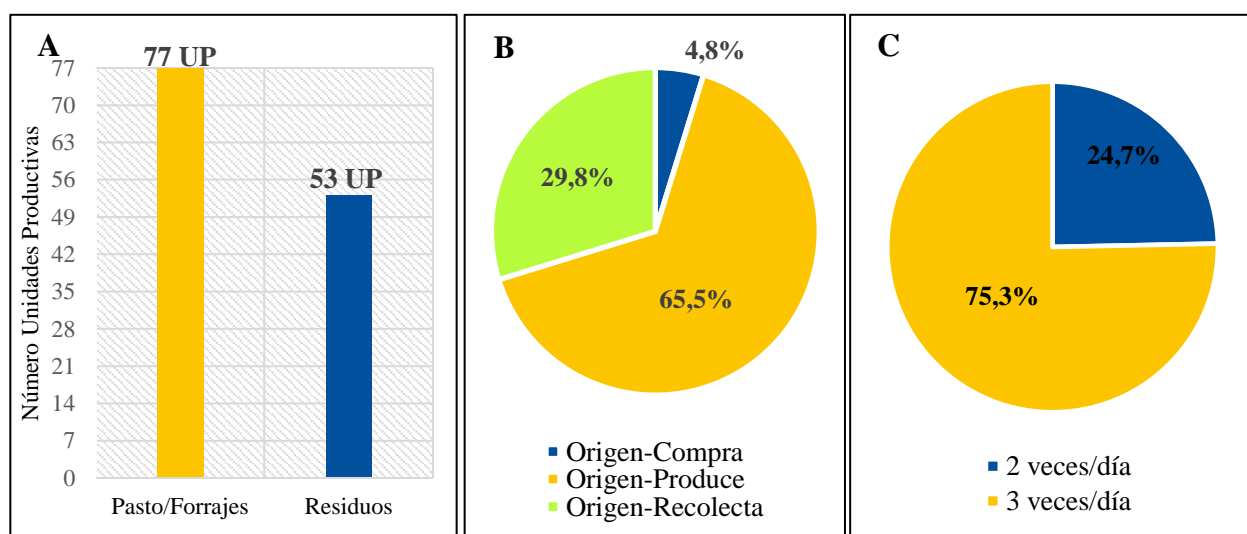 A
77 UP
53 UP
Número Unidades Productivas
77
70
63
56
49
42
35
28
21
14
7
0
Pasto/Forrajes
Residuos
B
4,8%
29,8%
65,5%
Origen-Compra
Origen-Produce
Origen-Recolecta
C
24,7%
75,3%
2 veces/día
3 veces/día